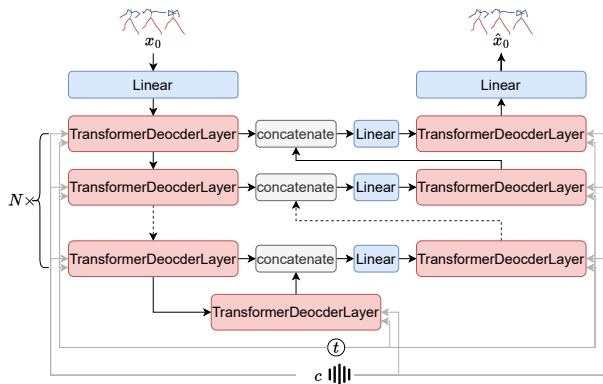 x₀ x̂₀
Linear Linear
TransformerDeocderLayer concatenate Linear TransformerDeocderLayer
N×
TransformerDeocderLayer concatenate Linear TransformerDeocderLayer
TransformerDeocderLayer concatenate Linear TransformerDeocderLayer
TransformerDeocderLayer
t
c